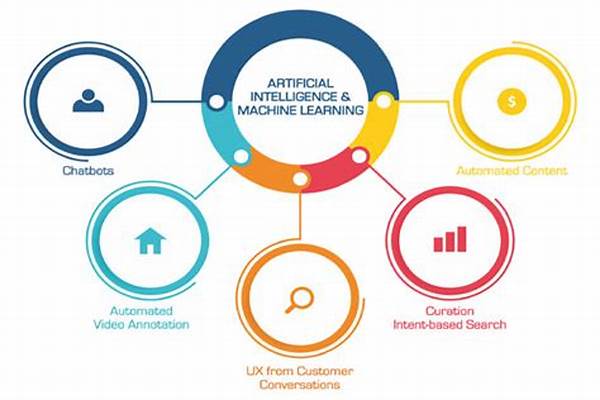 ARTIFICIAL
INTELLIGENCE &
MACHINE LEARNING
$
Chatbots
Automated Content
Automated
Video Annotation
Curation
Intent-based Search
UX from Customer
Conversations